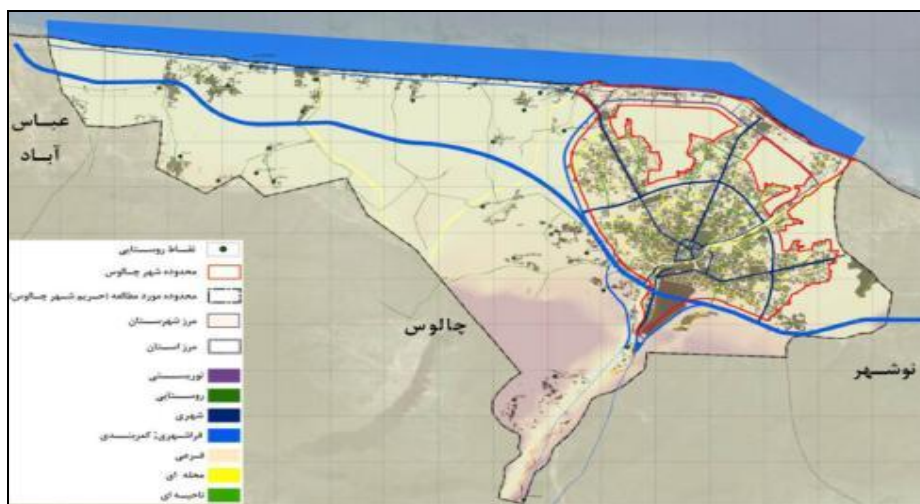 عباس
آباد
چالوس
نوشهر
نقاط روستایی
محدوده شهر چالوس
محدوده مورد مطالعه (حریم شهر چالوس)
مرز شهرستان
مرز استان
توریستی
روستایی
شهری
فراشهری; کمربندی
فرعی
محله ای
ناحیه ای